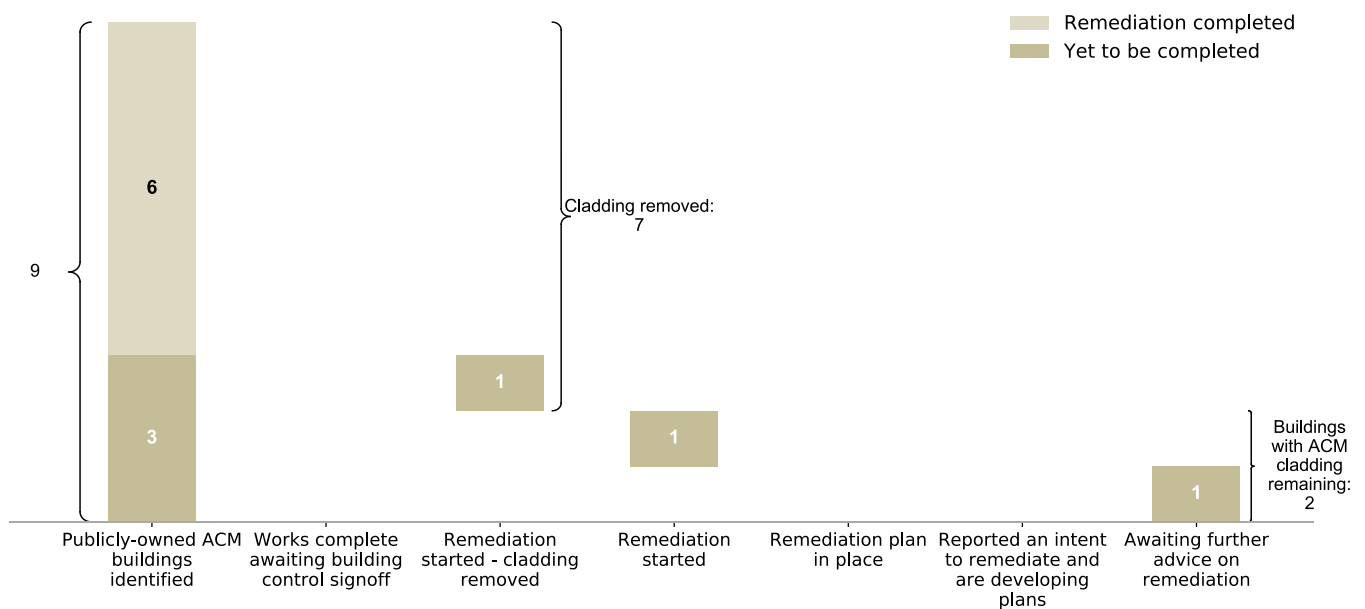 Remediation completed
Yet to be completed
9
6
3
Cladding removed:
7
1
1
1
Buildings
with ACM
cladding
remaining:
2
Publicly-owned ACM
buildings
identified
Works complete
awaiting building
control signoff
Remediation
started - cladding
removed
Remediation
started
Remediation plan
in place
Reported an intent
to remediate and
are developing
plans
Awaiting further
advice on
remediation